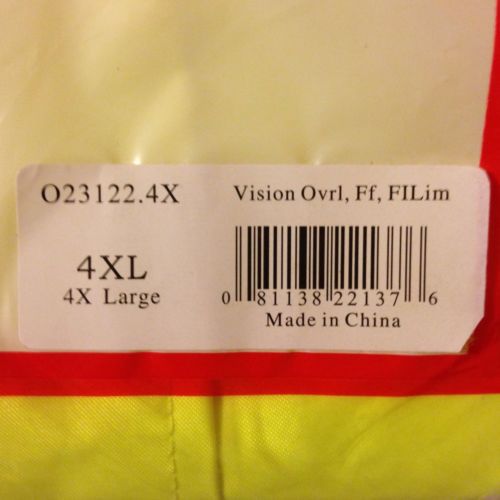 O23122.4X
Vision Ovrl, Ff, FILim
4XL
4X Large
0 81138 22137 6
Made in China